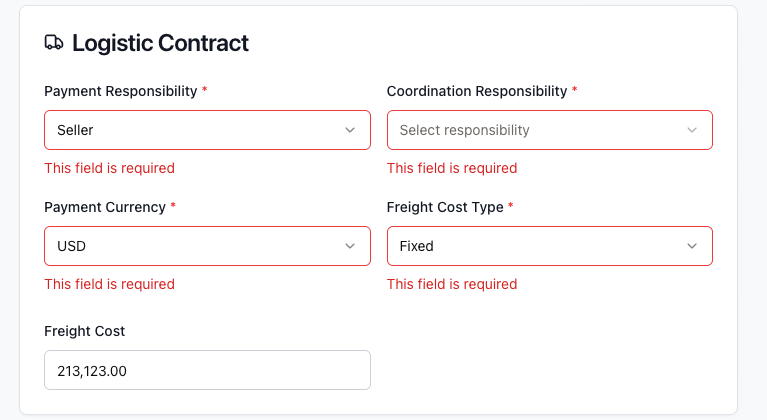 Logistic Contract
Payment Responsibility *
Coordination Responsibility *
Seller
Select responsibility
This field is required
This field is required
Payment Currency *
Freight Cost Type *
USD
Fixed
This field is required
This field is required
Freight Cost
213,123.00